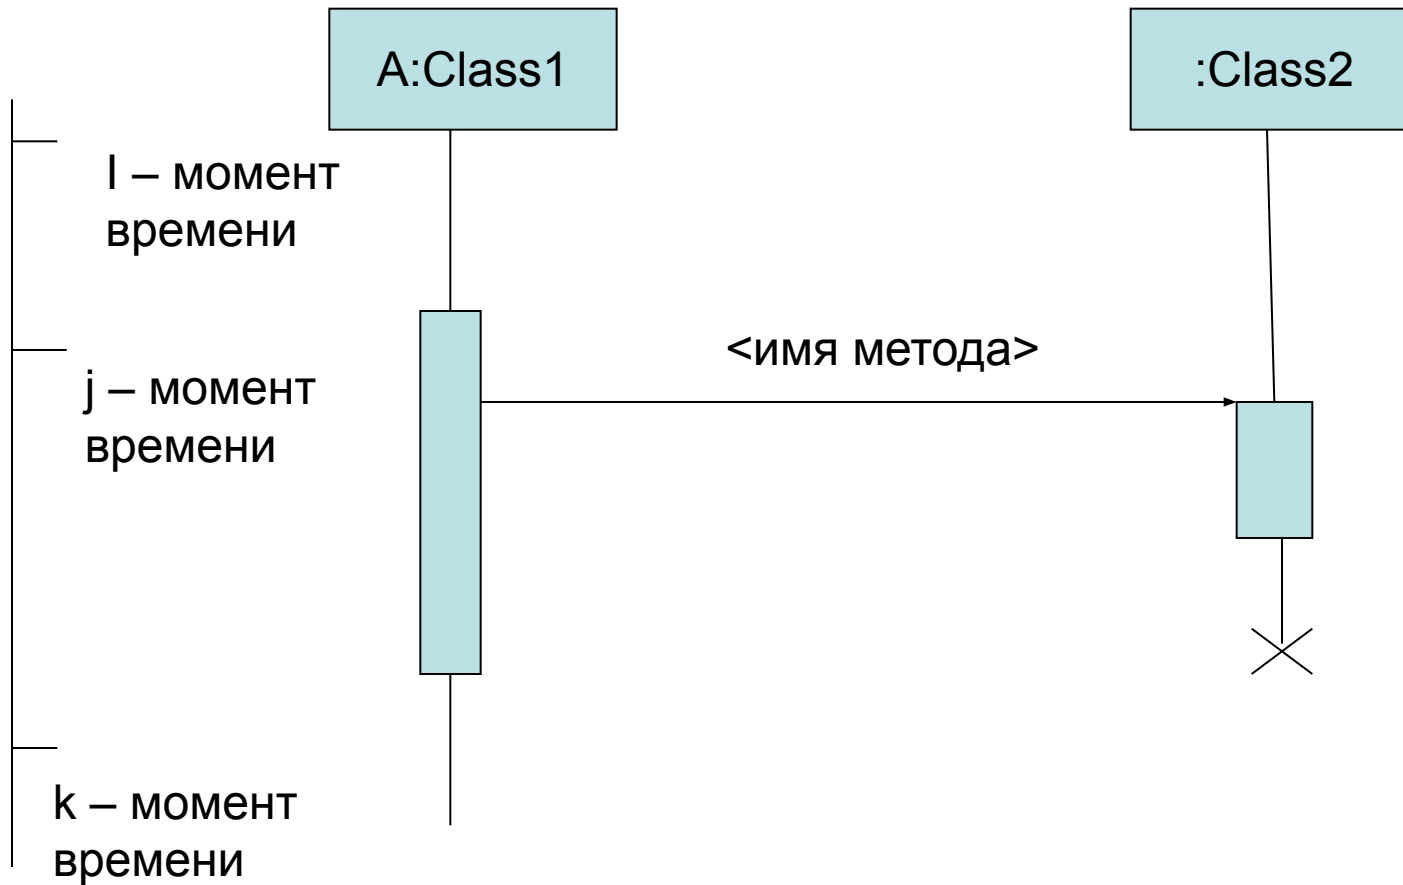 A:Class1
:Class2
I – момент
времени
<имя метода>
j – момент
времени
k – момент
времени